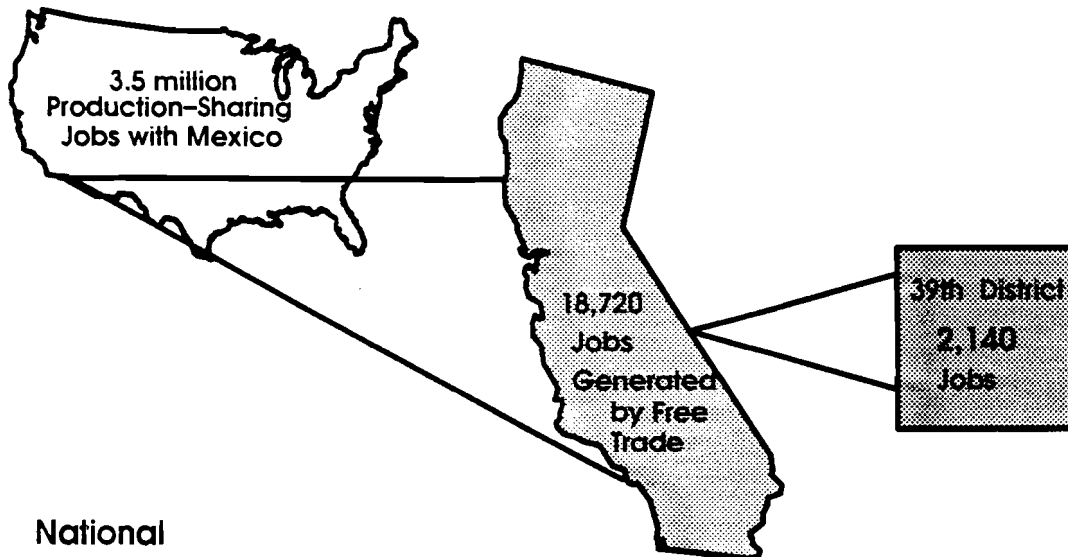 3.5 million
Production-Sharing
Jobs with Mexico
18,720
Jobs
Generated
by Free
Trade
39th District
2,140
Jobs
National